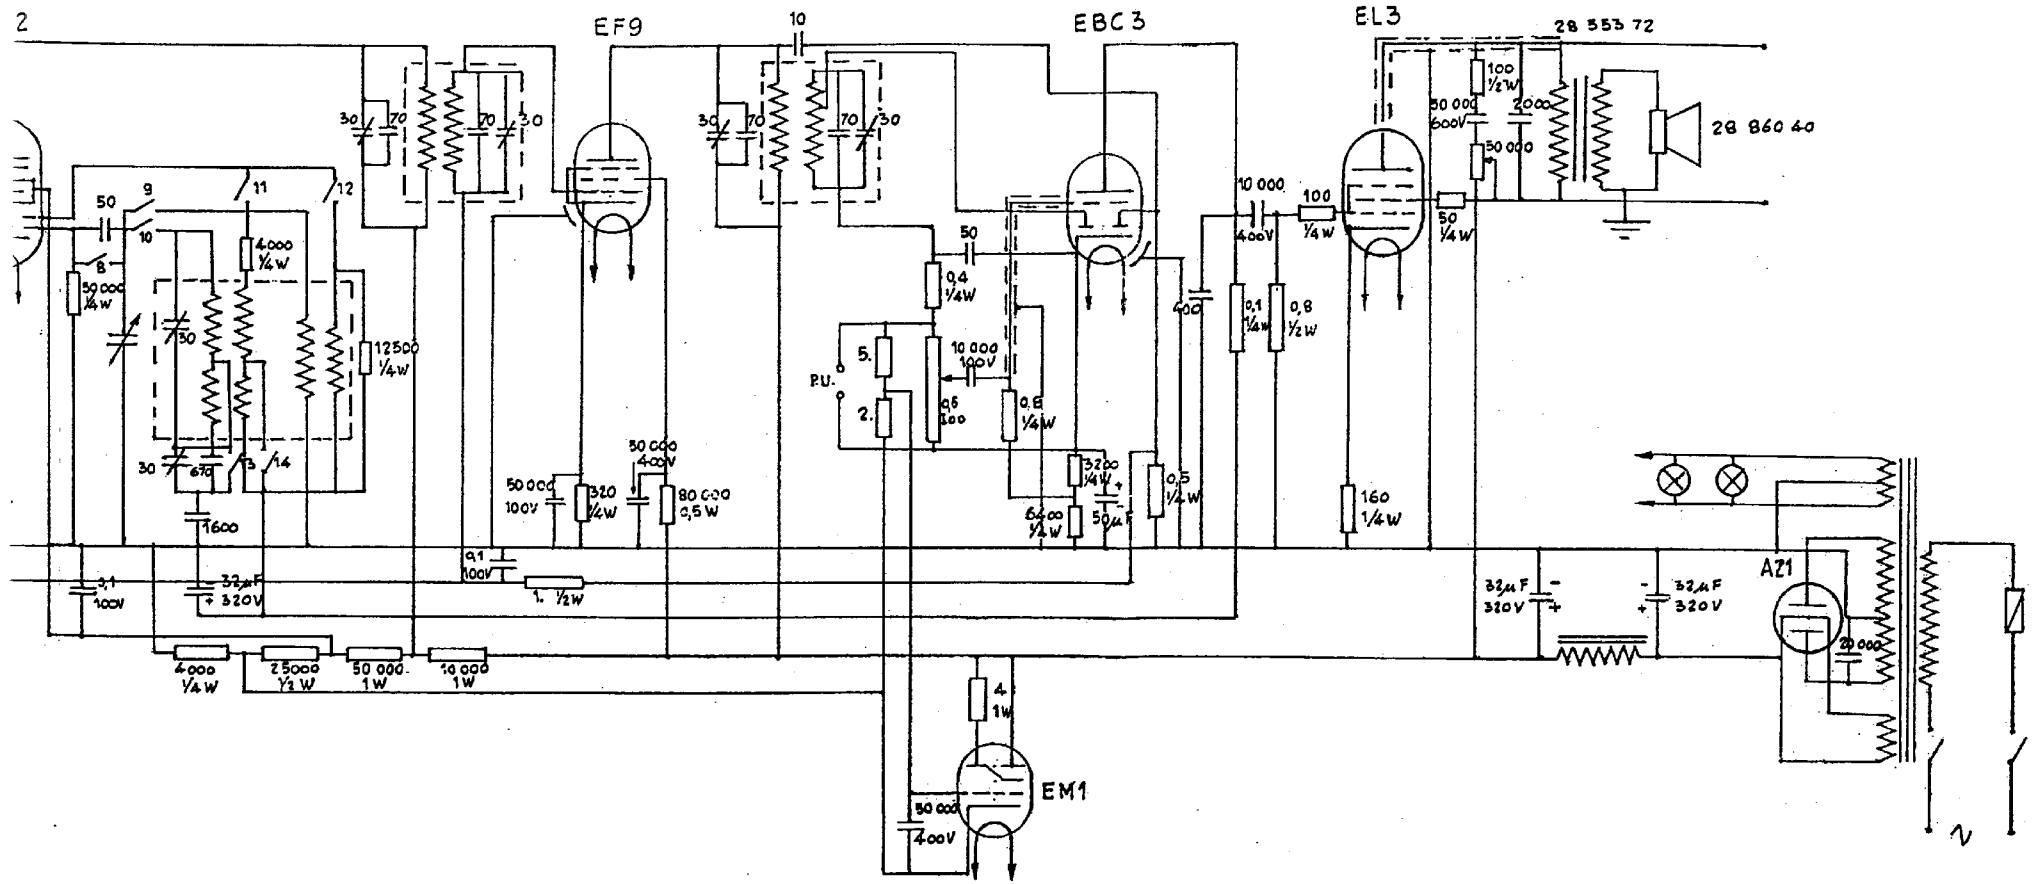 2
EF9
10
EBC3
EL3
28 553 72
30
70
70
30
30
70
70
30
100
1/2W
50 000
600V
2000
50 000
28 860 40
9
11
12
50
10
8
4000
1/4W
50 000
1/4W
30
12500
1/4W
30
670
13
14
1600
10 000
400V
100
1/4W
50
1/4W
50
0,4
1/4W
400
0,1
1/4W
0,8
1/2W
P.U.
5.
2.
10 000
100V
0,6
100
0,8
1/4W
50 000
100V
320
1/4W
50 000
400V
80 000
0,5W
3200
1/4W
+
-
6400
1/4W
50µF
0,5
1/4W
160
1/4W
0,1
100V
0,1
100V
- 32µF
+ 320V
1. 1/2W
32µF -
320V +
- 32µF
+ 320V
AZ1
20 000
4000
1/4W
25000
1/2W
50 000
1W
10 000
1W
4
1W
EM1
50 000
400V